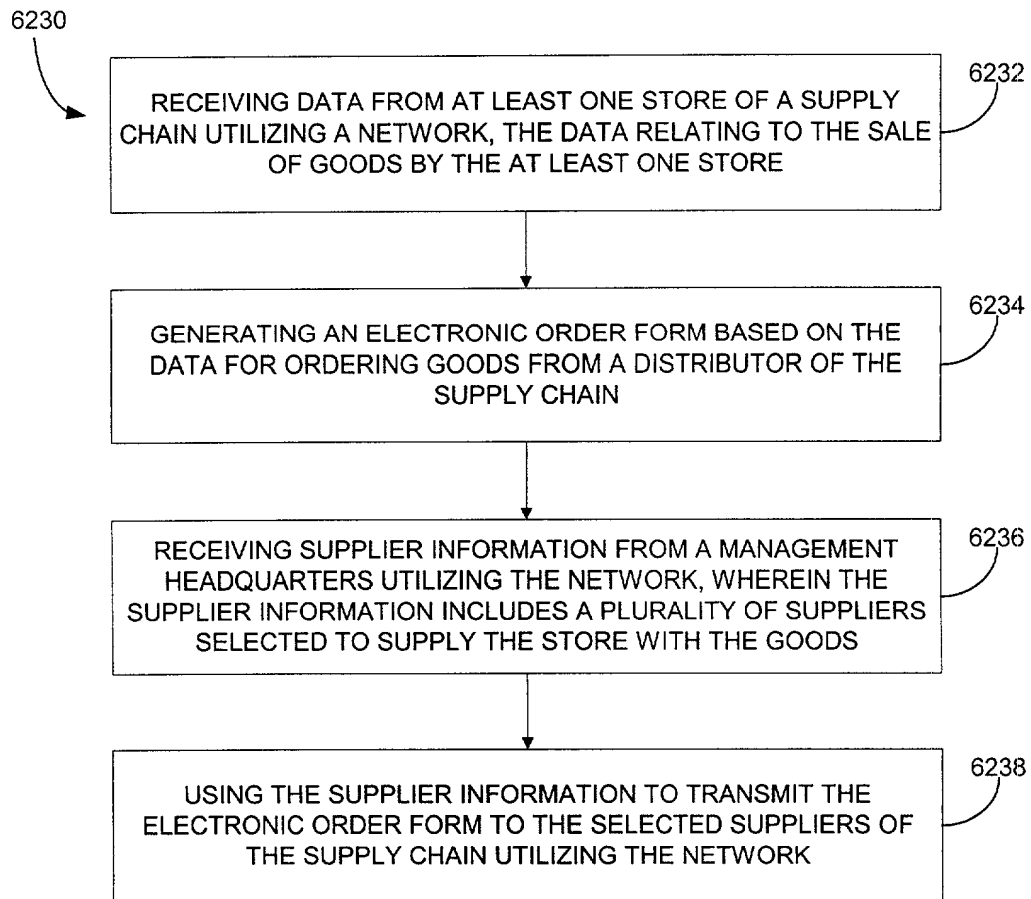 6230
6232
RECEIVING DATA FROM AT LEAST ONE STORE OF A SUPPLY
CHAIN UTILIZING A NETWORK, THE DATA RELATING TO THE SALE
OF GOODS BY THE AT LEAST ONE STORE
6234
GENERATING AN ELECTRONIC ORDER FORM BASED ON THE
DATA FOR ORDERING GOODS FROM A DISTRIBUTOR OF THE
SUPPLY CHAIN
6236
RECEIVING SUPPLIER INFORMATION FROM A MANAGEMENT
HEADQUARTERS UTILIZING THE NETWORK, WHEREIN THE
SUPPLIER INFORMATION INCLUDES A PLURALITY OF SUPPLIERS
SELECTED TO SUPPLY THE STORE WITH THE GOODS
6238
USING THE SUPPLIER INFORMATION TO TRANSMIT THE
ELECTRONIC ORDER FORM TO THE SELECTED SUPPLIERS OF
THE SUPPLY CHAIN UTILIZING THE NETWORK